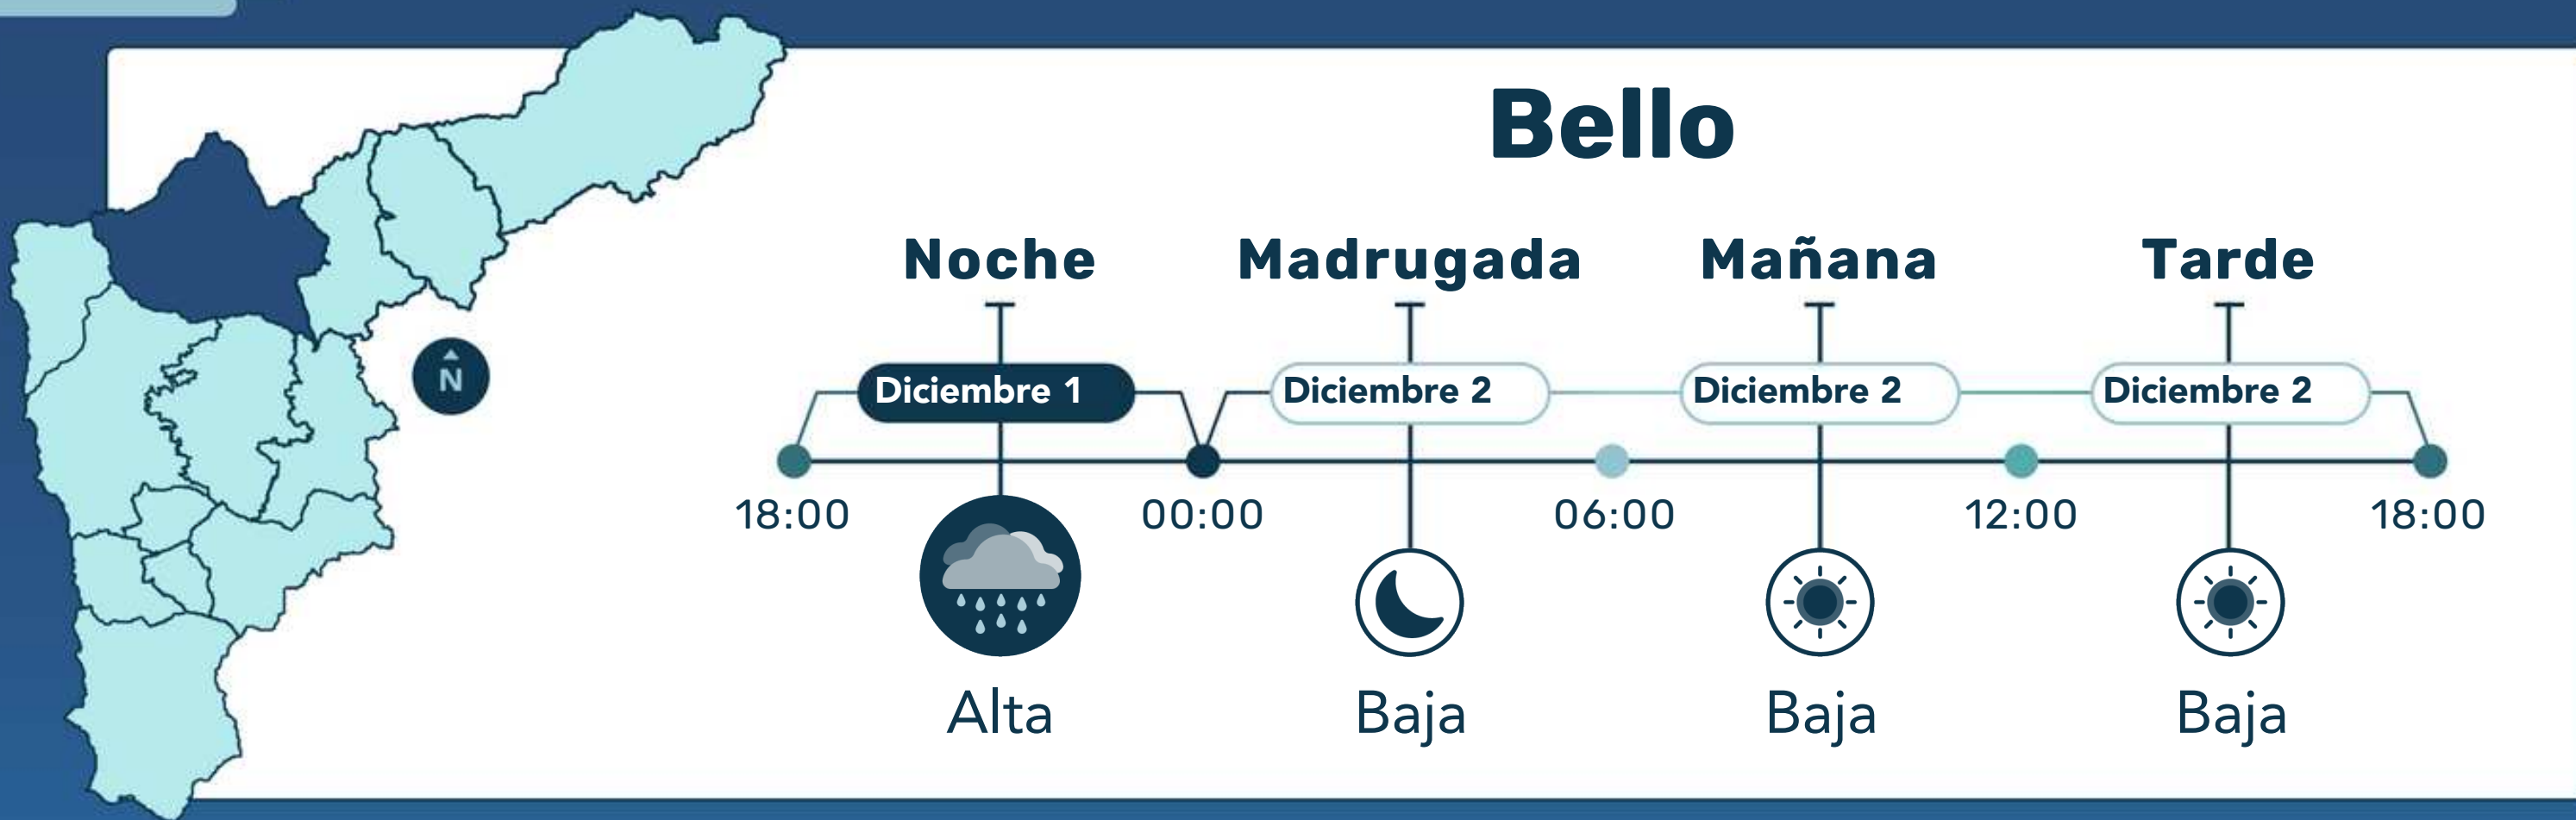 Bello
Noche Madrugada Mañana Tarde
Diciembre 1 Diciembre 2 Diciembre 2 Diciembre 2
N
18:00 00:00 06:00 12:00 18:00
Alta Baja Baja Baja